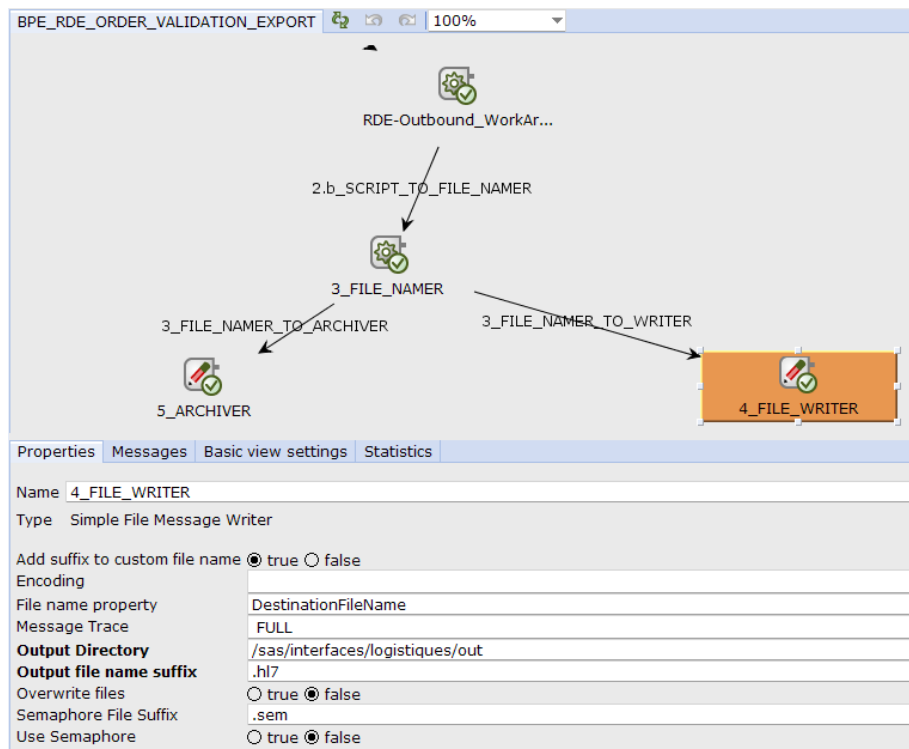 BPE_RDE_ORDER_VALIDATION_EXPORT 100%
RDE-Outbound_WorkAr...
2.b_SCRIPT_TO_FILE_NAMER
3_FILE_NAMER
3_FILE_NAMER_TO_ARCHIVER
3_FILE_NAMER_TO_WRITER
5_ARCHIVER
4_FILE_WRITER
Properties Messages Basic view settings Statistics
Name 4_FILE_WRITER
Type Simple File Message Writer
Add suffix to custom file name true false
Encoding
File name property DestinationFileName
Message Trace FULL
Output Directory /sas/interfaces/logistiques/out
Output file name suffix .hl7
Overwrite files true false
Semaphore File Suffix .sem
Use Semaphore true false